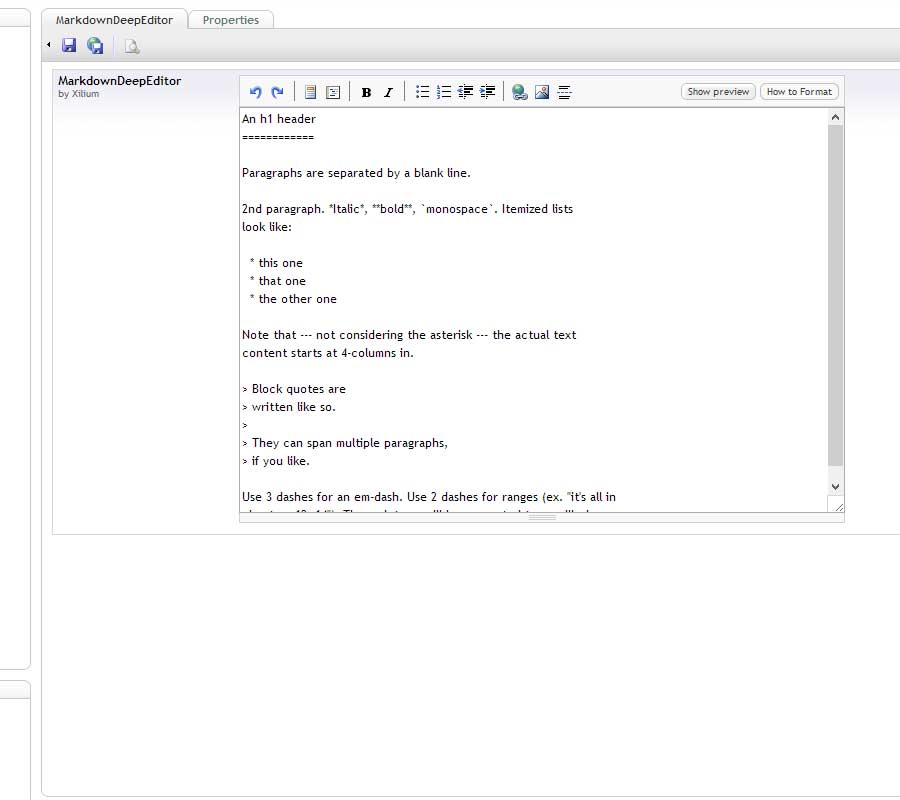 MarkdownDeepEditor
Properties
MarkdownDeepEditor
by Xilium
B I
Show preview
How to Format
An h1 header
============
Paragraphs are separated by a blank line.
2nd paragraph. *Italic*, **bold**, `monospace`. Itemized lists
look like:
* this one
* that one
* the other one
Note that --- not considering the asterisk --- the actual text
content starts at 4-columns in.
> Block quotes are
> written like so.
>
> They can span multiple paragraphs,
> if you like.
Use 3 dashes for an em-dash. Use 2 dashes for ranges (ex. "it's all in